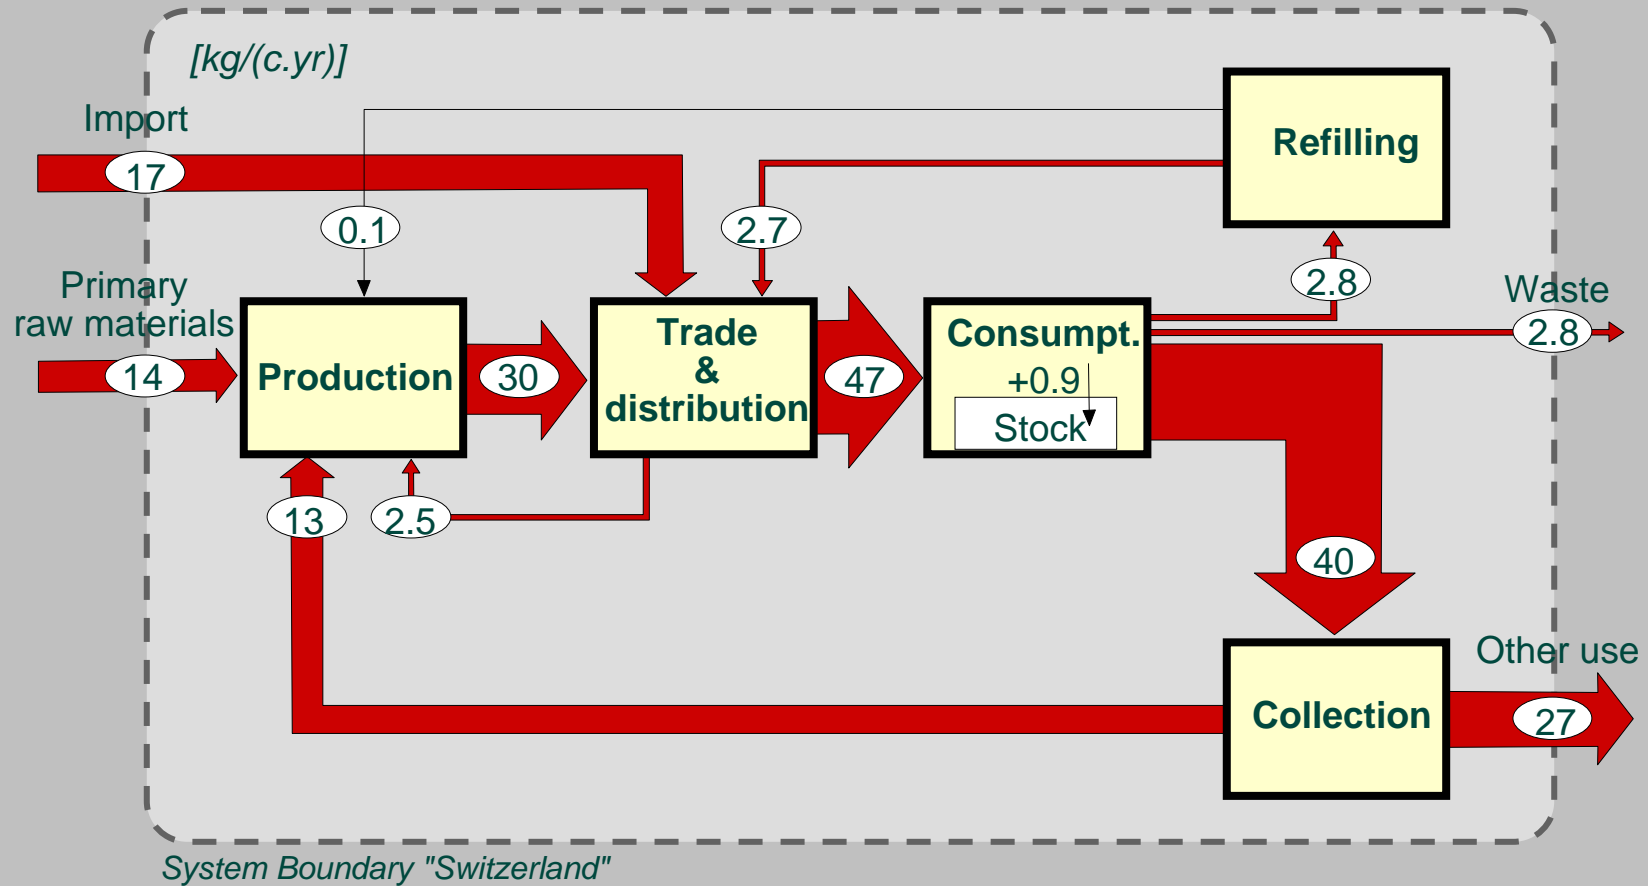 [kg/(c.yr)]
Import
17
Refilling
0.1
2.7
2.8
Primary
raw materials
14
Production
30
Trade
&
distribution
47
Consumpt.
+0.9
Stock
Waste
2.8
13
2.5
40
Other use
Collection
27
System Boundary "Switzerland"